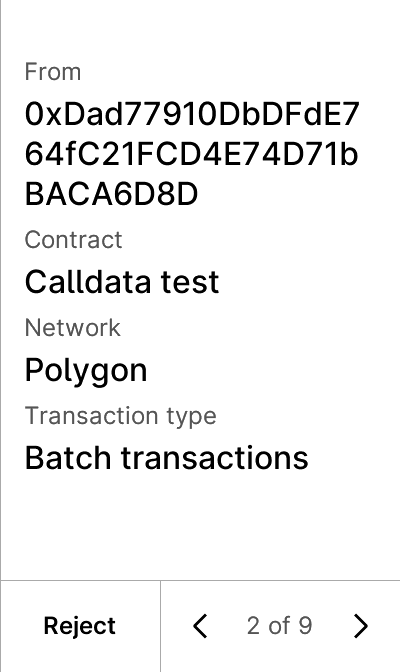 From
0xDad77910DbDFdE7
64fC21FCD4E74D71b
BACA6D8D
Contract
Calldata test
Network
Polygon
Transaction type
Batch transactions
Reject
2 of 9